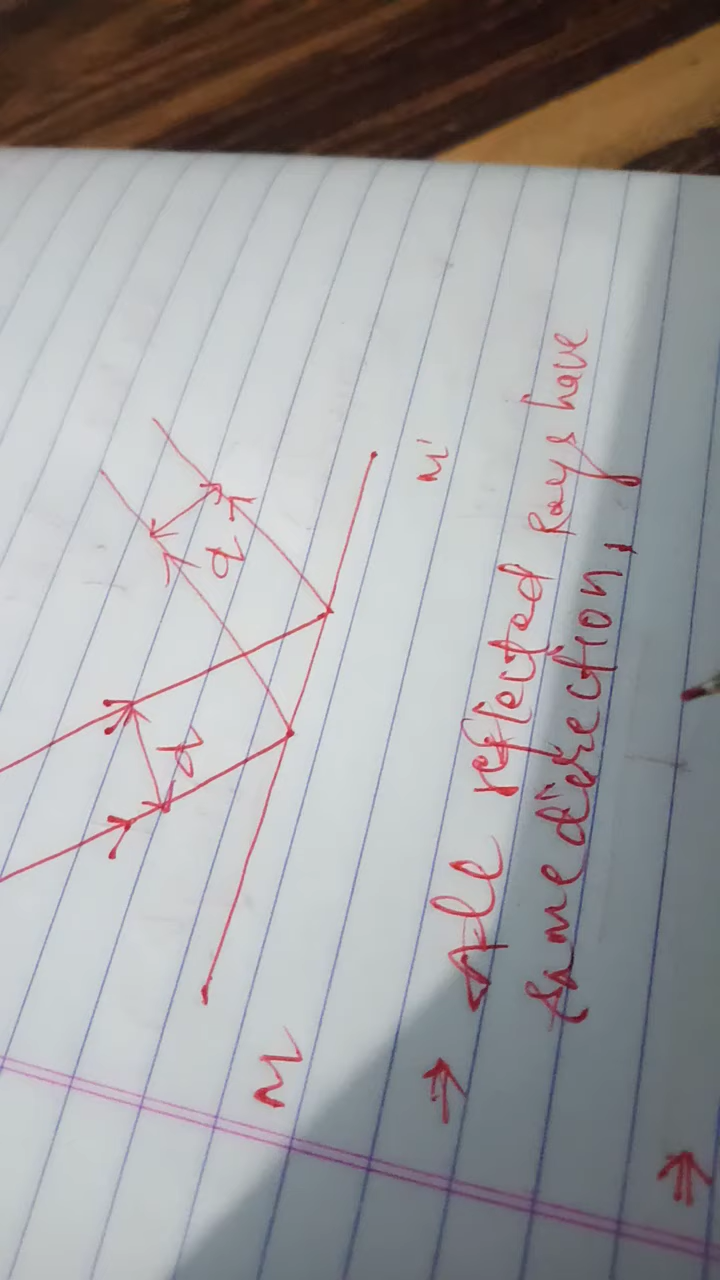 d
d
M
M'
→ All reflected rays have
same direction,
⇒